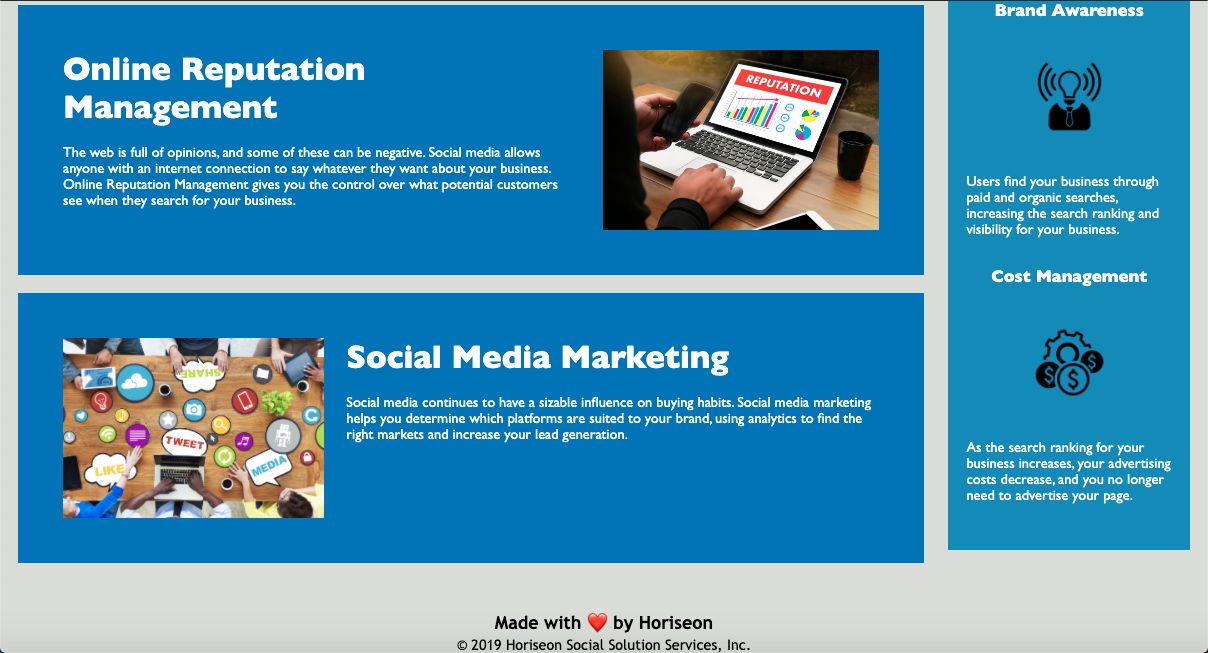 Online Reputation
Management
The web is full of opinions, and some of these can be negative. Social media allows
anyone with an internet connection to say whatever they want about your business.
Online Reputation Management gives you the control over what potential customers
see when they search for your business.
REPUTATION
Social Media Marketing
Social media continues to have a sizable influence on buying habits. Social media marketing
helps you determine which platforms are suited to your brand, using analytics to find the
right markets and increase your lead generation.
SHARE
TWEET
LIKE
MEDIA
Brand Awareness
Users find your business through
paid and organic searches,
increasing the search ranking and
visibility for your business.
Cost Management
$ $ $
As the search ranking for your
business increases, your advertising
costs decrease, and you no longer
need to advertise your page.
Made with ❤️ by Horiseon
© 2019 Horiseon Social Solution Services, Inc.